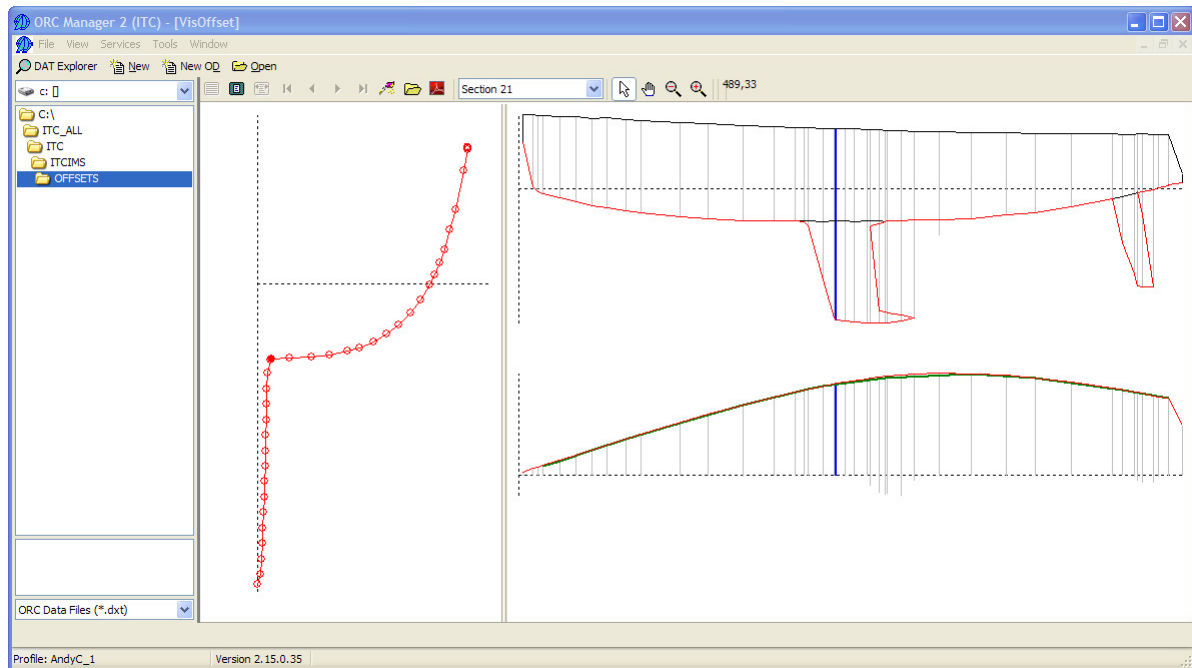 ORC Manager 2 (ITC) - [VisOffset]
File View Services Tools Window
DAT Explorer New New OD Open
c: []
Section 21
489,33
C:\
ITC_ALL
ITC
ITCIMS
OFFSETS
ORC Data Files (*.dxt)
Profile: AndyC_1 Version 2.15.0.35